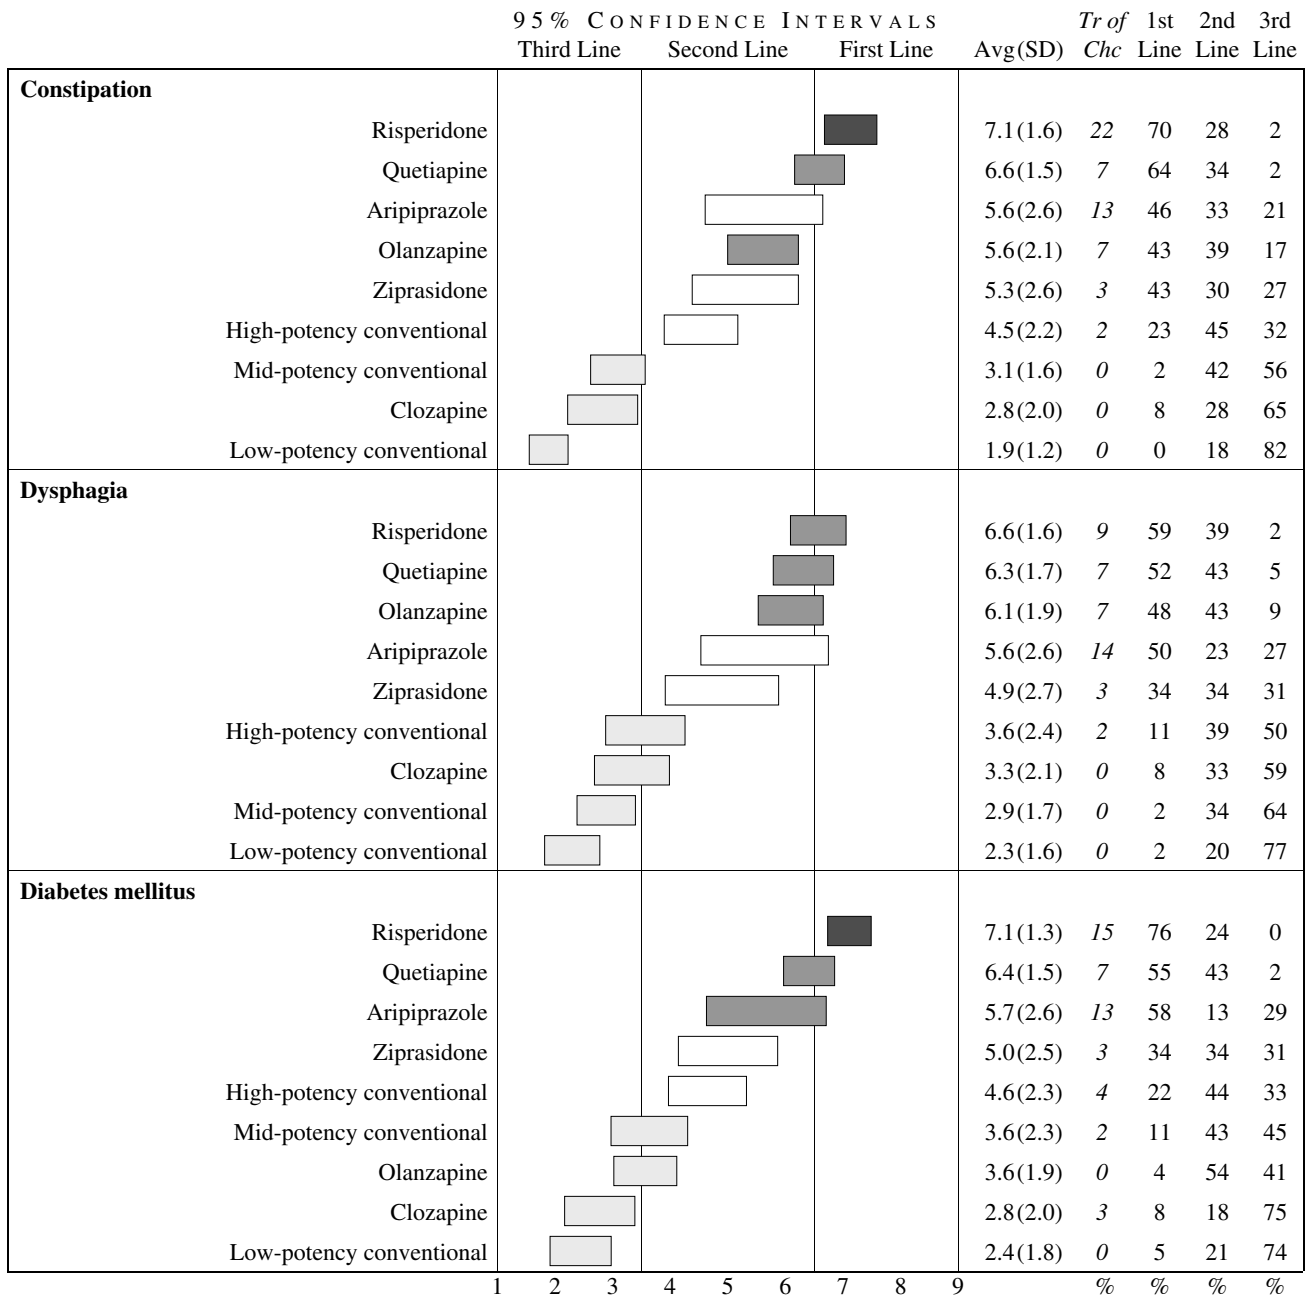 95% CONFIDENCE INTERVALS Tr of 1st 2nd 3rd
Third Line Second Line First Line Avg(SD) Chc Line Line Line
Constipation
Risperidone 7.1(1.6) 22 70 28 2
Quetiapine 6.6(1.5) 7 64 34 2
Aripiprazole 5.6(2.6) 13 46 33 21
Olanzapine 5.6(2.1) 7 43 39 17
Ziprasidone 5.3(2.6) 3 43 30 27
High-potency conventional 4.5(2.2) 2 23 45 32
Mid-potency conventional 3.1(1.6) 0 2 42 56
Clozapine 2.8(2.0) 0 8 28 65
Low-potency conventional 1.9(1.2) 0 0 18 82
Dysphagia
Risperidone 6.6(1.6) 9 59 39 2
Quetiapine 6.3(1.7) 7 52 43 5
Olanzapine 6.1(1.9) 7 48 43 9
Aripiprazole 5.6(2.6) 14 50 23 27
Ziprasidone 4.9(2.7) 3 34 34 31
High-potency conventional 3.6(2.4) 2 11 39 50
Clozapine 3.3(2.1) 0 8 33 59
Mid-potency conventional 2.9(1.7) 0 2 34 64
Low-potency conventional 2.3(1.6) 0 2 20 77
Diabetes mellitus
Risperidone 7.1(1.3) 15 76 24 0
Quetiapine 6.4(1.5) 7 55 43 2
Aripiprazole 5.7(2.6) 13 58 13 29
Ziprasidone 5.0(2.5) 3 34 34 31
High-potency conventional 4.6(2.3) 4 22 44 33
Mid-potency conventional 3.6(2.3) 2 11 43 45
Olanzapine 3.6(1.9) 0 4 54 41
Clozapine 2.8(2.0) 3 8 18 75
Low-potency conventional 2.4(1.8) 0 5 21 74
1 2 3 4 5 6 7 8 9 % % % %